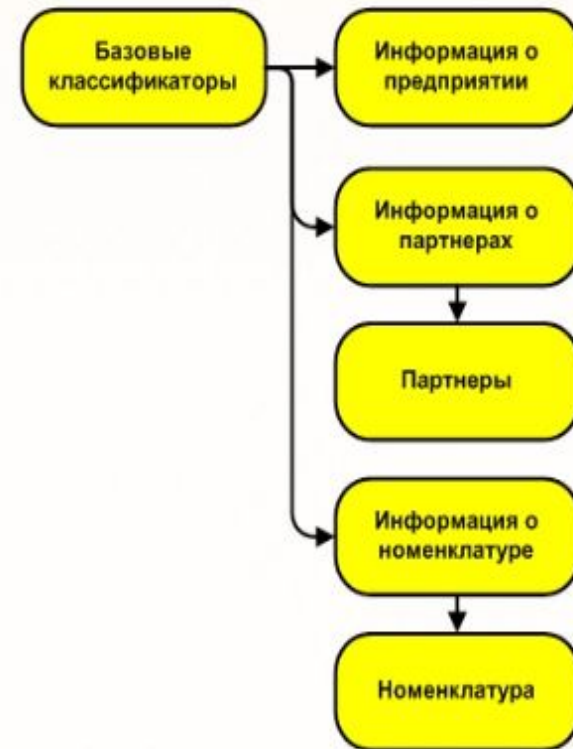 Базовые
классификаторы
Информация о
предприятии
Информация о
партнерах
Партнеры
Информация о
номенклатуре
Номенклатура